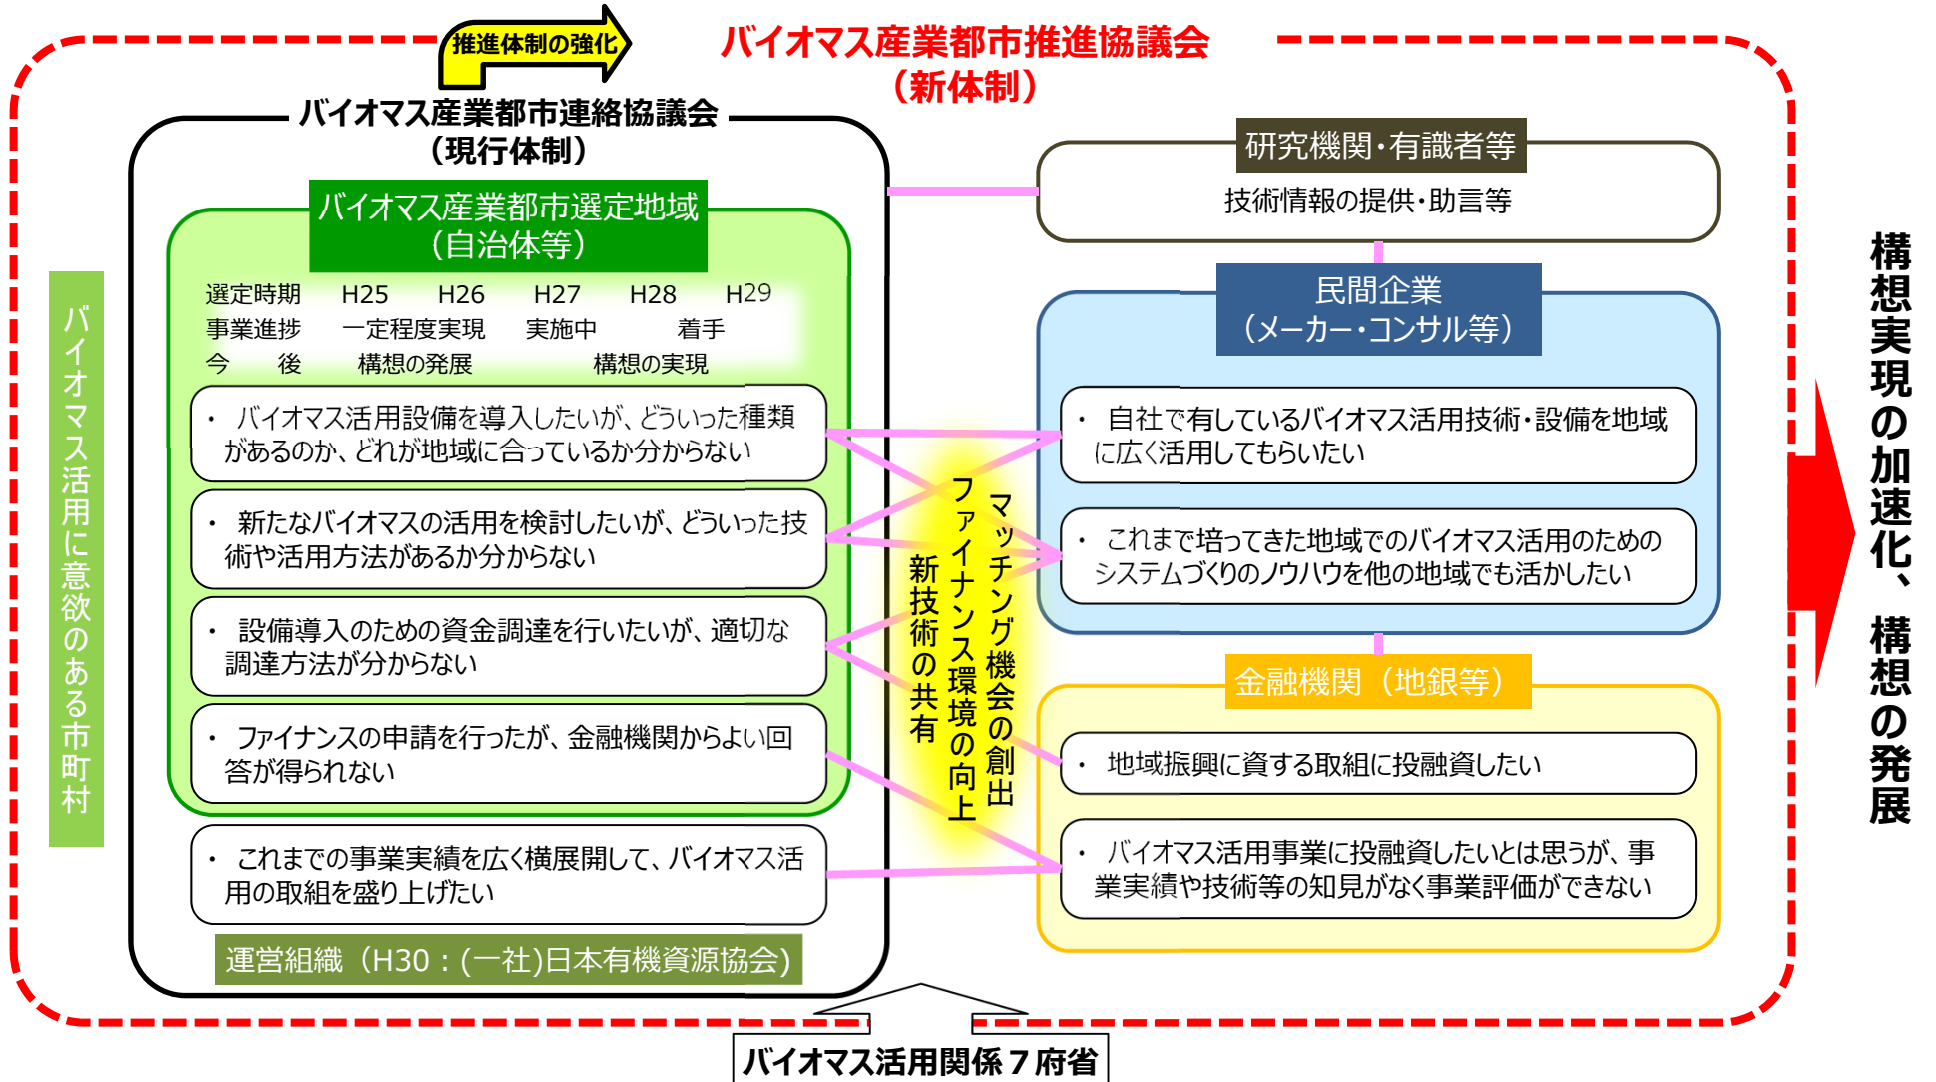 推進体制の強化
バイオマス産業都市推進協議会
（新体制）
バイオマス産業都市連絡協議会
（現行体制）
バイオマス活用に意欲のある市町村
バイオマス産業都市選定地域
（自治体等）
選定時期 H25 H26 H27 H28 H29
事業進捗 一定程度実現 実施中 着手
今後 構想の発展 構想の実現
・ バイオマス活用設備を導入したいが、どういった種類
があるのか、どれが地域に合っているか分からない
・ 新たなバイオマスの活用を検討したいが、どういった技
術や活用方法があるか分からない
・ 設備導入のための資金調達を行いたいが、適切な
調達方法が分からない
・ ファイナンスの申請を行ったが、金融機関からよい回
答が得られない
・ これまでの事業実績を広く横展開して、バイオマス活
用の取組を盛り上げたい
運営組織（H30：(一社)日本有機資源協会)
マッチング機会の創出
ファイナンス環境の向上
新技術の共有
研究機関・有識者等
技術情報の提供・助言等
民間企業
（メーカー・コンサル等）
・ 自社で有しているバイオマス活用技術・設備を地域
に広く活用してもらいたい
・ これまで培ってきた地域でのバイオマス活用のための
システムづくりのノウハウを他の地域でも活かしたい
金融機関（地銀等）
・ 地域振興に資する取組に投融資したい
・ バイオマス活用事業に投融資したいとは思うが、事
業実績や技術等の知見がなく事業評価ができない
構想実現の加速化、構想の発展
バイオマス活用関係７府省